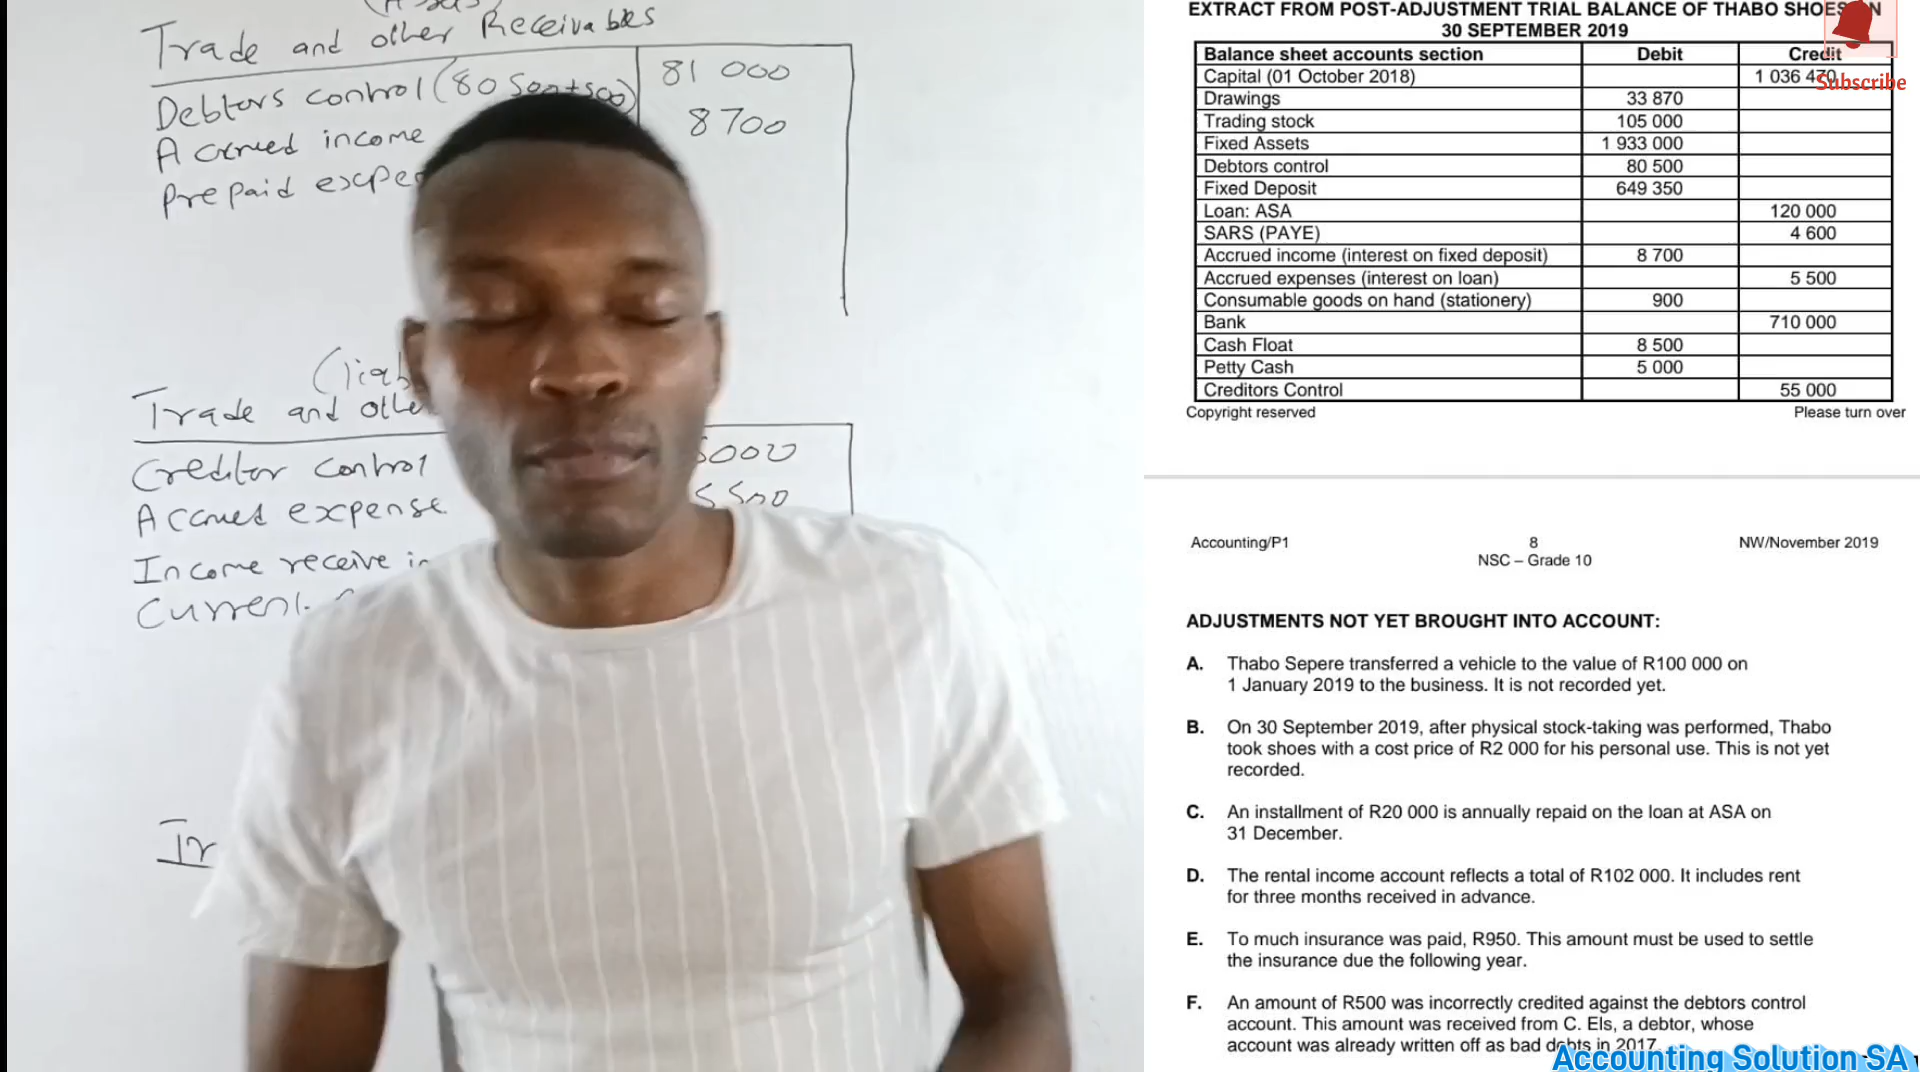 Trade and other Receivables
Debtors control (80 500+500) 81 000
Accrued income 8 700
Prepaid expe
Trade and othe
Creditor control 5000
Accrued expense 5500
Income receive in
Current
EXTRACT FROM POST-ADJUSTMENT TRIAL BALANCE OF THABO SHOES ON
30 SEPTEMBER 2019
Balance sheet accounts section Debit Credit
Capital (01 October 2018) 1 036 470
Drawings 33 870
Trading stock 105 000
Fixed Assets 1 933 000
Debtors control 80 500
Fixed Deposit 649 350
Loan: ASA 120 000
SARS (PAYE) 4 600
Accrued income (interest on fixed deposit) 8 700
Accrued expenses (interest on loan) 5 500
Consumable goods on hand (stationery) 900
Bank 710 000
Cash Float 8 500
Petty Cash 5 000
Creditors Control 55 000
Copyright reserved Please turn over
Subscribe
Accounting/P1 8 NW/November 2019
NSC – Grade 10
ADJUSTMENTS NOT YET BROUGHT INTO ACCOUNT:
A. Thabo Sepere transferred a vehicle to the value of R100 000 on
1 January 2019 to the business. It is not recorded yet.
B. On 30 September 2019, after physical stock-taking was performed, Thabo
took shoes with a cost price of R2 000 for his personal use. This is not yet
recorded.
C. An installment of R20 000 is annually repaid on the loan at ASA on
31 December.
D. The rental income account reflects a total of R102 000. It includes rent
for three months received in advance.
E. To much insurance was paid, R950. This amount must be used to settle
the insurance due the following year.
F. An amount of R500 was incorrectly credited against the debtors control
account. This amount was received from C. Els, a debtor, whose
account was already written off as bad debts in 2017.
Accounting Solution SA